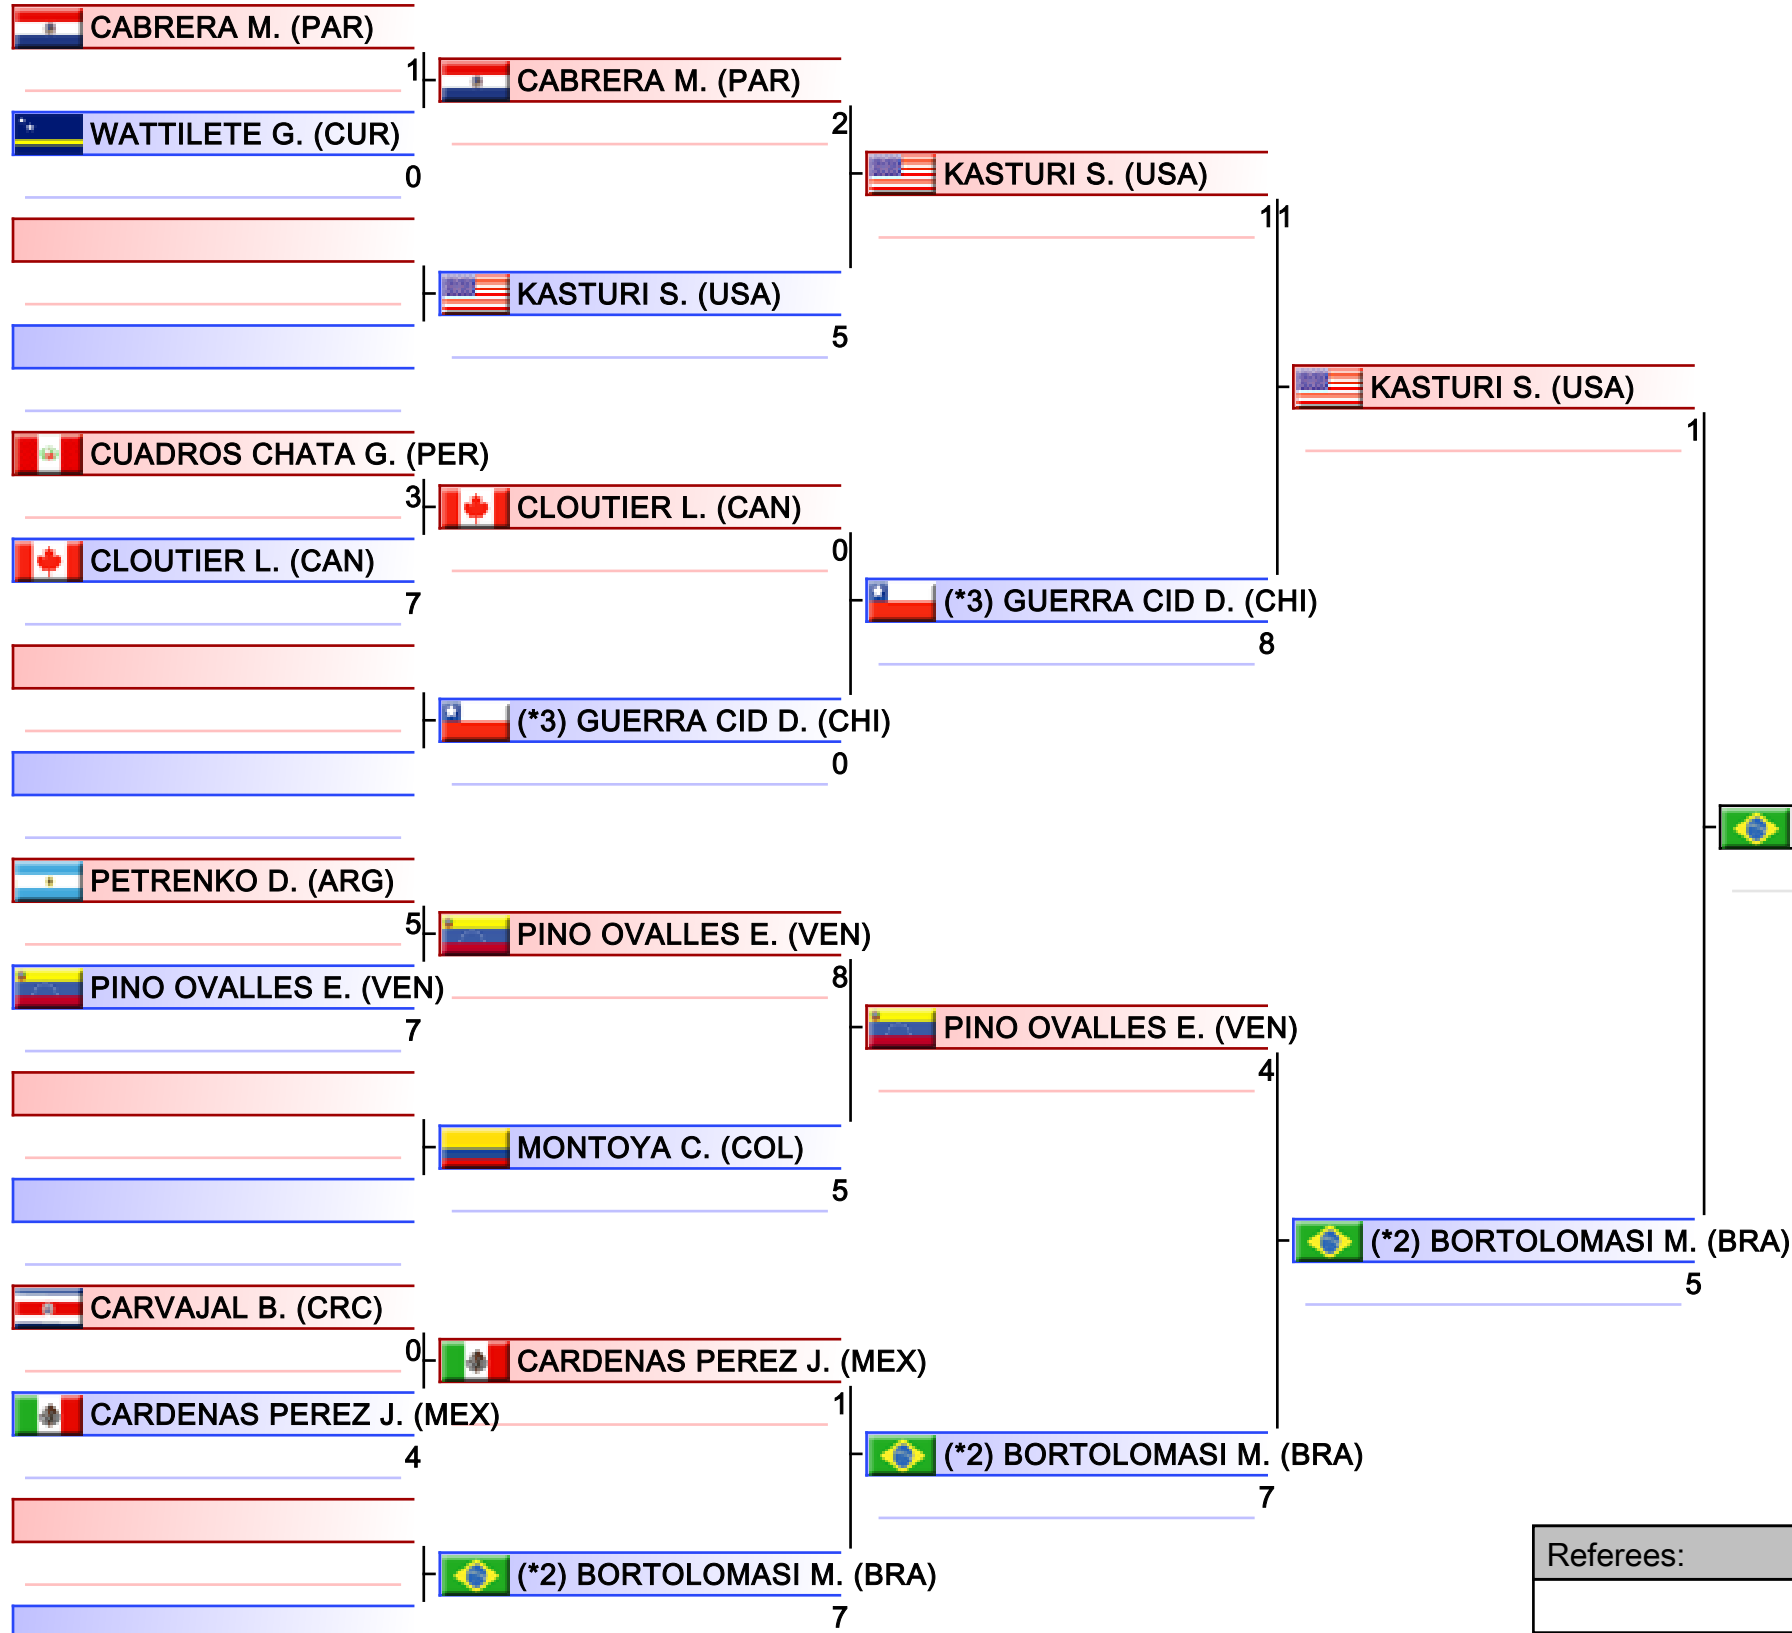 CABRERA M. (PAR)
1
WATTILETE G. (CUR)
0
CUADROS CHATA G. (PER)
3
CLOUTIER L. (CAN)
7
PETRENKO D. (ARG)
5
PINO OVALLES E. (VEN)
7
CARVAJAL B. (CRC)
0
CARDENAS PEREZ J. (MEX)
4
CABRERA M. (PAR)
2
KASTURI S. (USA)
5
CLOUTIER L. (CAN)
0
(*3) GUERRA CID D. (CHI)
0
PINO OVALLES E. (VEN)
8
MONTOYA C. (COL)
5
CARDENAS PEREZ J. (MEX)
1
(*2) BORTOLOMASI M. (BRA)
7
KASTURI S. (USA)
11
(*3) GUERRA CID D. (CHI)
8
PINO OVALLES E. (VEN)
4
(*2) BORTOLOMASI M. (BRA)
7
KASTURI S. (USA)
1
(*2) BORTOLOMASI M. (BRA)
5
Referees: